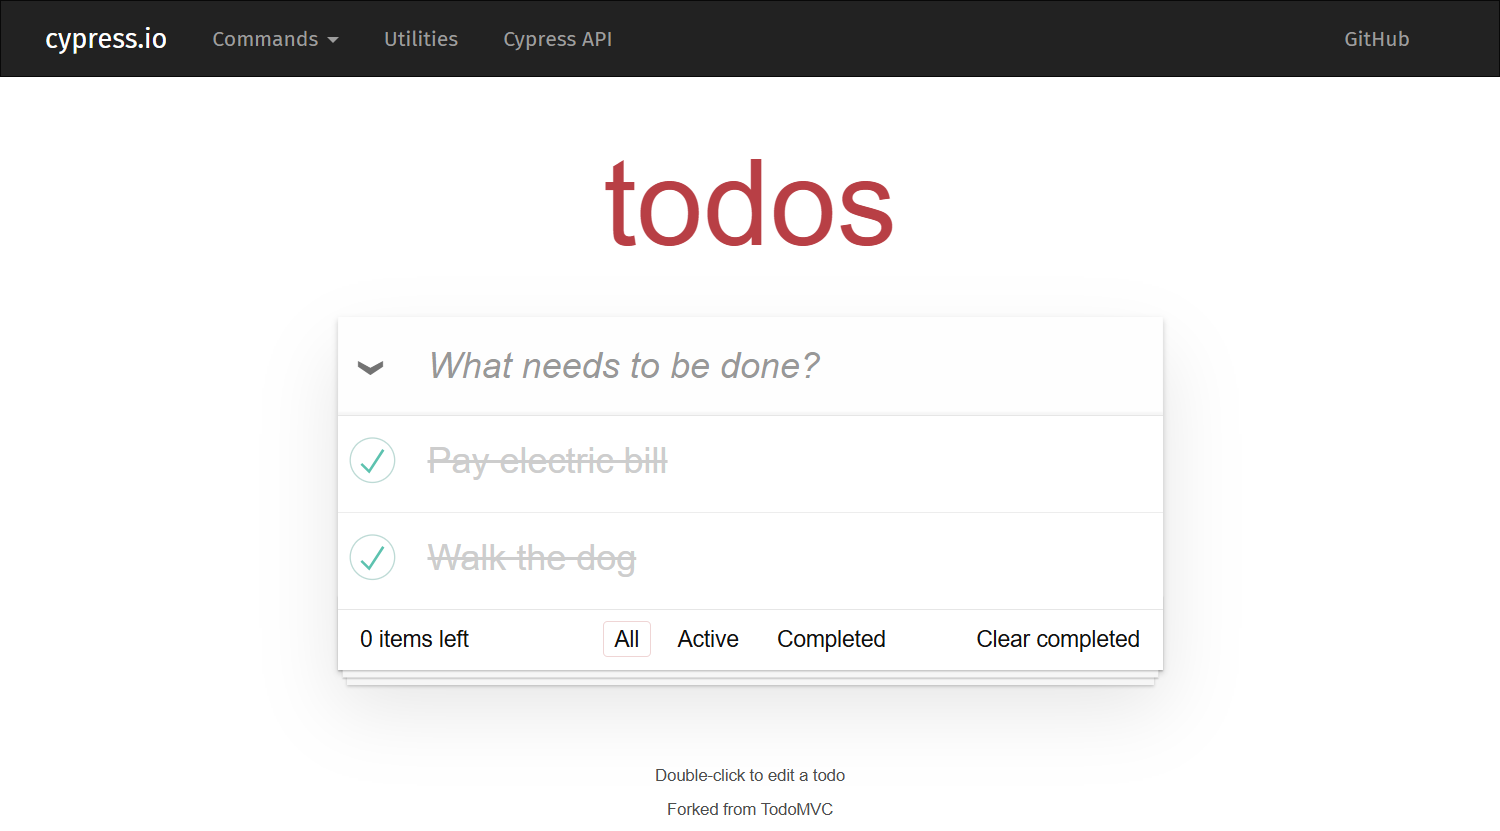 cypress.io Commands Utilities Cypress API GitHub
todos
What needs to be done?
Pay electric bill
Walk the dog
0 items left All Active Completed Clear completed
Double-click to edit a todo
Forked from TodoMVC